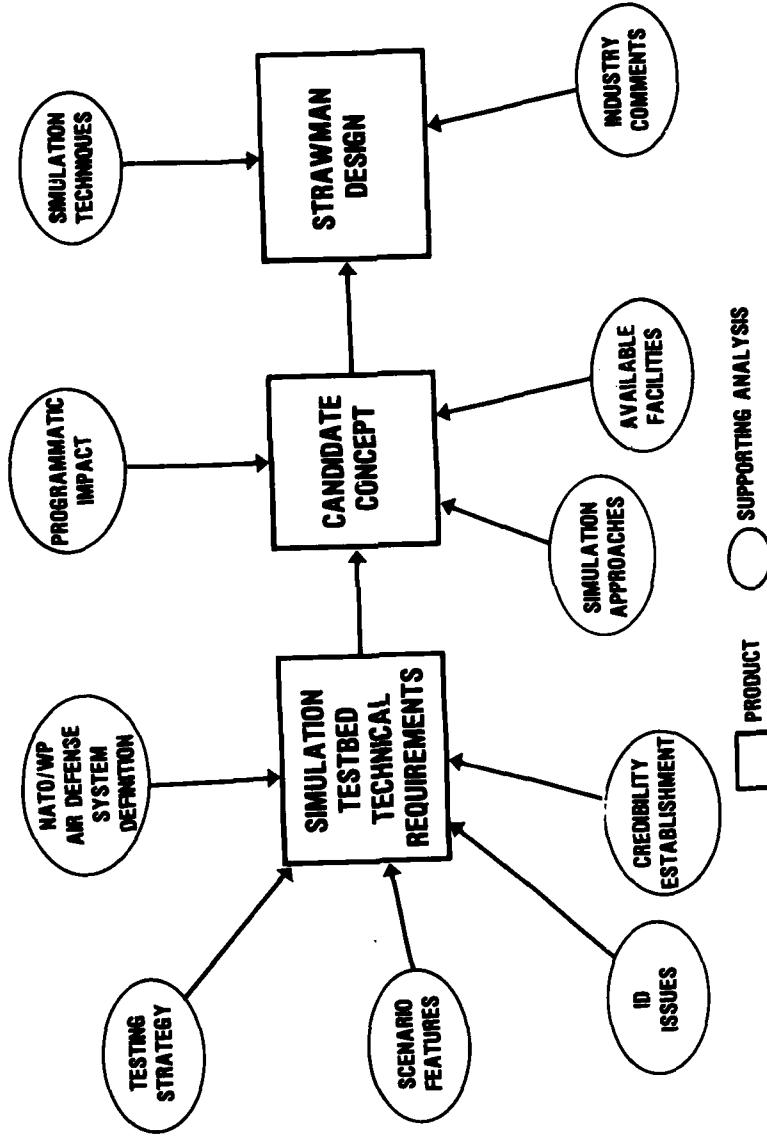 TESTING
STRATEGY
NATO/WP
AIR DEFENSE
SYSTEM
DEFINITION
PROGRAMMATIC
IMPACT
SIMULATION
TECHNIQUES
SCENARIO
FEATURES
SIMULATION
TESTBED
TECHNICAL
REQUIREMENTS
CANDIDATE
CONCEPT
STRAWMAN
DESIGN
ID
ISSUES
CREDIBILITY
ESTABLISHMENT
SIMULATION
APPROACHES
AVAILABLE
FACILITIES
INDUSTRY
COMMENTS
PRODUCT
SUPPORTING ANALYSIS